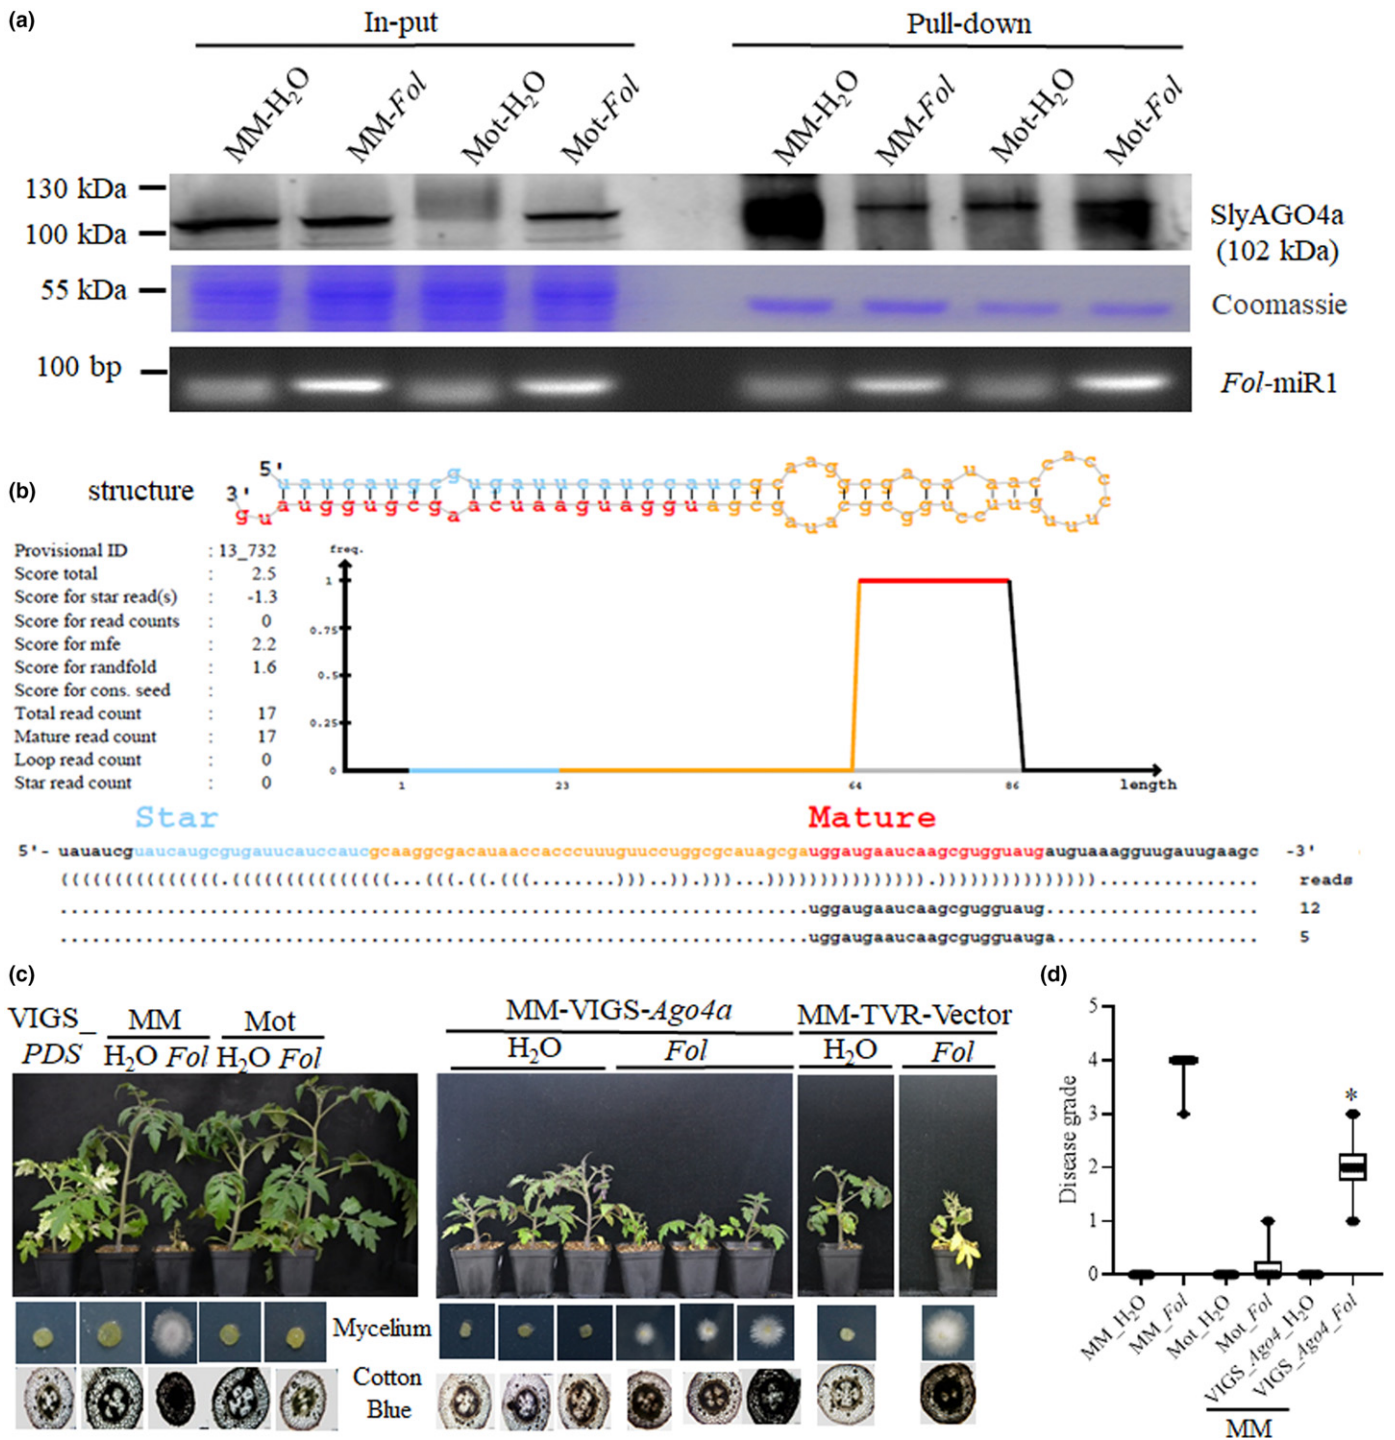 (a)
In-put
Pull-down
MM-H2O
MM-Fol
Mot-H2O
Mot-Fol
MM-H2O
MM-Fol
Mot-H2O
Mot-Fol
130 kDa
100 kDa
SlyAGO4a
(102 kDa)
55 kDa
Coomassie
100 bp
Fol-miR1
(b)
structure
5'
3'
Provisional ID : 13_732
Score total : 2.5
Score for star read(s) : -1.3
Score for read counts : 0
Score for mfe : 2.2
Score for randfold : 1.6
Score for cons. seed :
Total read count : 17
Mature read count : 17
Loop read count : 0
Star read count : 0
freq.
1
0.75
0.5
0.25
0
1
23
64
86
length
Star
Mature
5'- uauaucguaucaugcgugauucauccaucgcaaggcgacauaaccacccuuuguuccuggcgcauagcgauggaugaaucaagcgugguaugauguaaagguugauugaagc -3'
reads
uggaugaaucaagcgugguaug 12
uggaugaaucaagcgugguauga 5
(c)
VIGS_
PDS
MM
Mot
H2O Fol
H2O Fol
MM-VIGS-Ago4a
H2O
Fol
MM-TVR-Vector
H2O
Fol
Mycelium
Cotton
Blue
(d)
Disease grade
5
4
3
2
1
0
*
MM_H2O
MM_Fol
Mot_H2O
Mot_Fol
VIGS_Ago4_H2O
VIGS_Ago4_Fol
MM